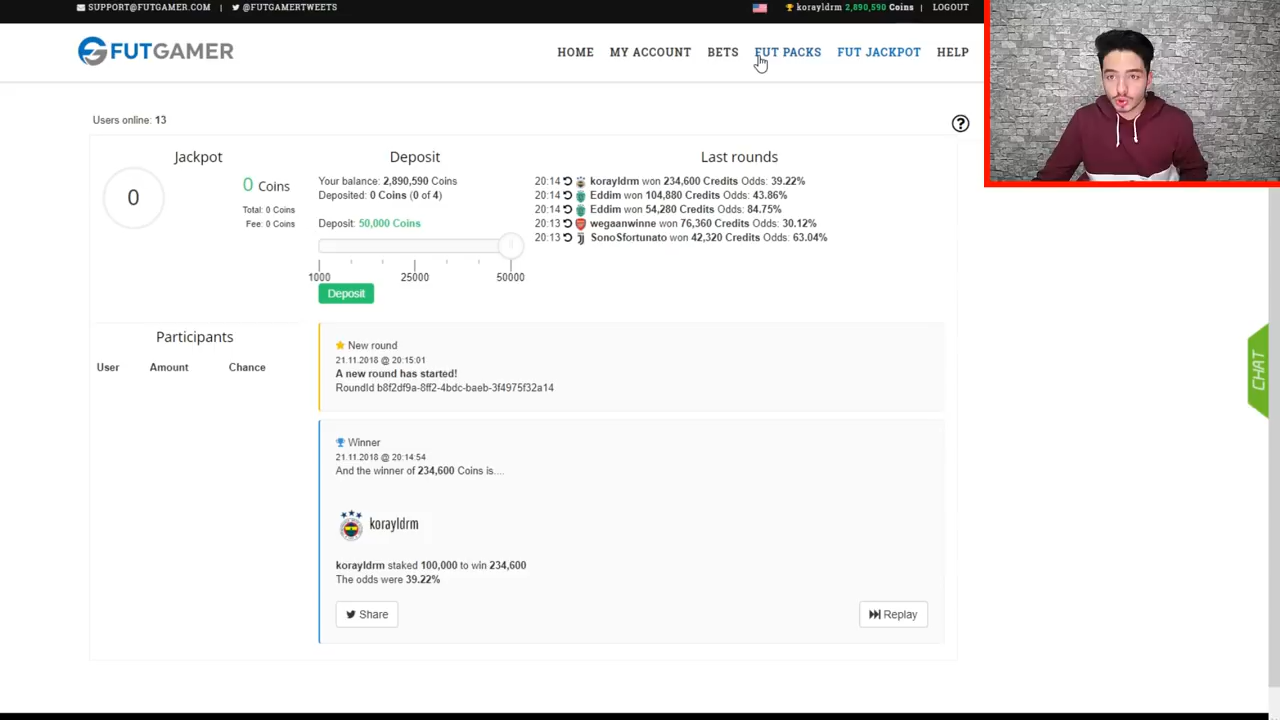 SUPPORT@FUTGAMER.COM | @FUTGAMERTWEETS korayldrm 2,890,590 Coins | LOGOUT
FUTGAMER HOME MY ACCOUNT BETS FUT PACKS FUT JACKPOT HELP
Users online: 13
?
Jackpot
0
0 Coins
Total: 0 Coins
Fee: 0 Coins
Deposit
Your balance: 2,890,590 Coins
Deposited: 0 Coins (0 of 4)
Deposit: 50,000 Coins
1000 25000 50000
Deposit
Last rounds
20:14 korayldrm won 234,600 Credits Odds: 39.22%
20:14 Eddim won 104,880 Credits Odds: 43.86%
20:14 Eddim won 54,280 Credits Odds: 84.75%
20:13 wegaanwinne won 76,360 Credits Odds: 30.12%
20:13 SonoSfortunato won 42,320 Credits Odds: 63.04%
Participants
User Amount Chance
New round
21.11.2018 @ 20:15:01
A new round has started!
RoundId b8f2df9a-8ff2-4bdc-baeb-3f4975f32a14
Winner
21.11.2018 @ 20:14:54
And the winner of 234,600 Coins is....
korayldrm
korayldrm staked 100,000 to win 234,600
The odds were 39.22%
Share Replay
CHAT